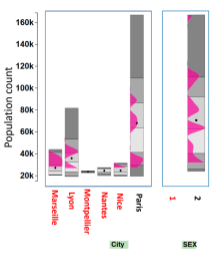 Population count
160k
140k
120k
100k
80k
60k
40k
20k
Marseille
Lyon
Montpellier
Nantes
Nice
Paris
1
2
City
SEX